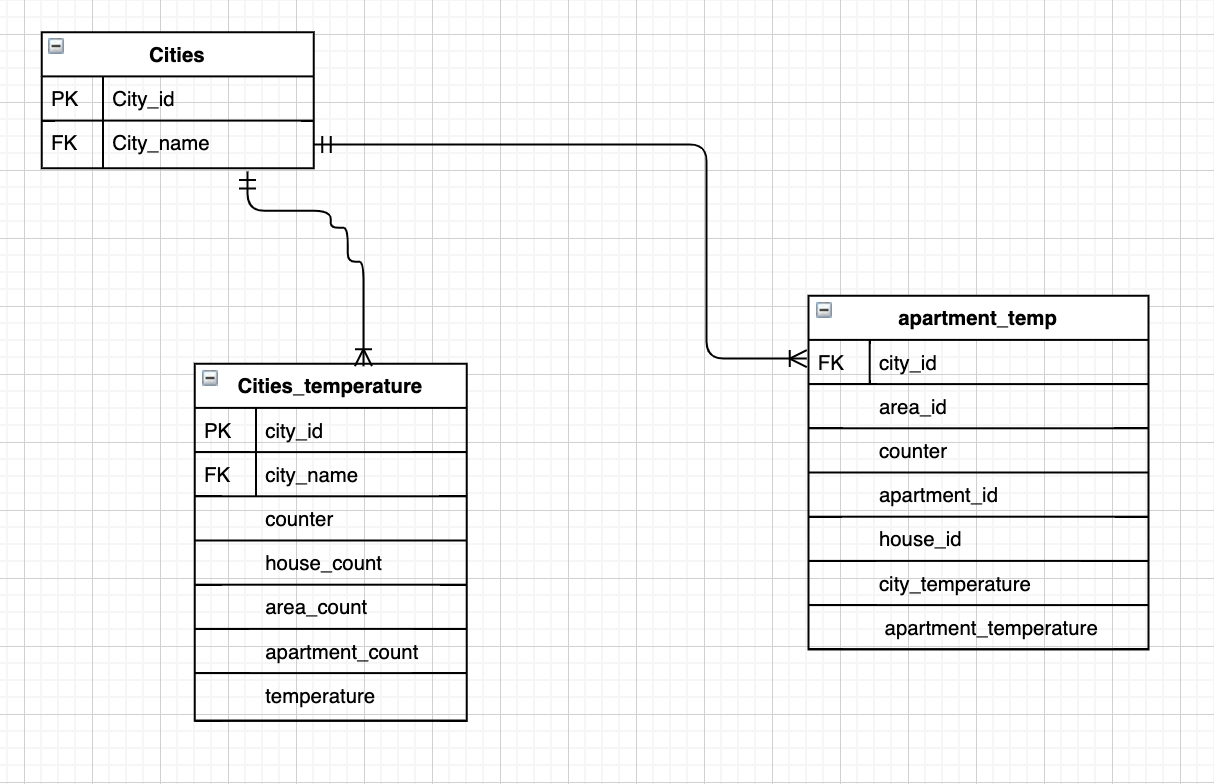 Cities
PK City_id
FK City_name
Cities_temperature
PK city_id
FK city_name
counter
house_count
area_count
apartment_count
temperature
apartment_temp
FK city_id
area_id
counter
apartment_id
house_id
city_temperature
apartment_temperature